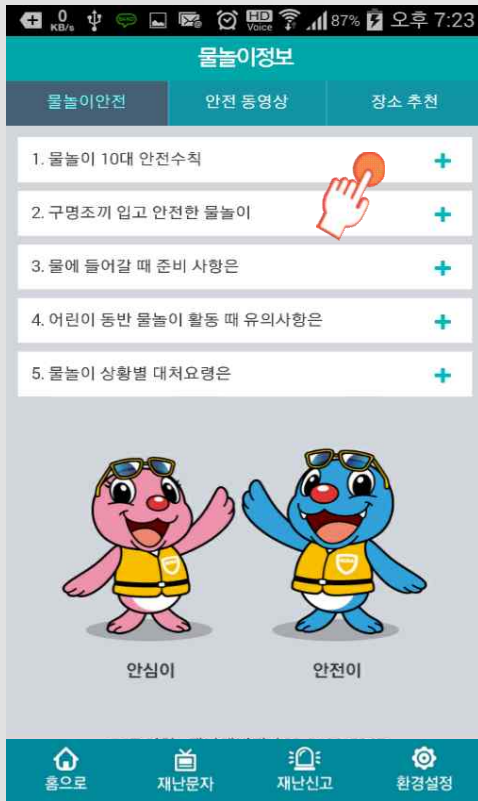 0 KB/s BAND HD Voice 87% 오후 7:23
물놀이정보
물놀이안전 안전 동영상 장소 추천
1. 물놀이 10대 안전수칙 +
2. 구명조끼 입고 안전한 물놀이 +
3. 물에 들어갈 때 준비 사항은 +
4. 어린이 동반 물놀이 활동 때 유의사항은 +
5. 물놀이 상황별 대처요령은 +
안심이 안전이
홈으로 재난문자 재난신고 환경설정